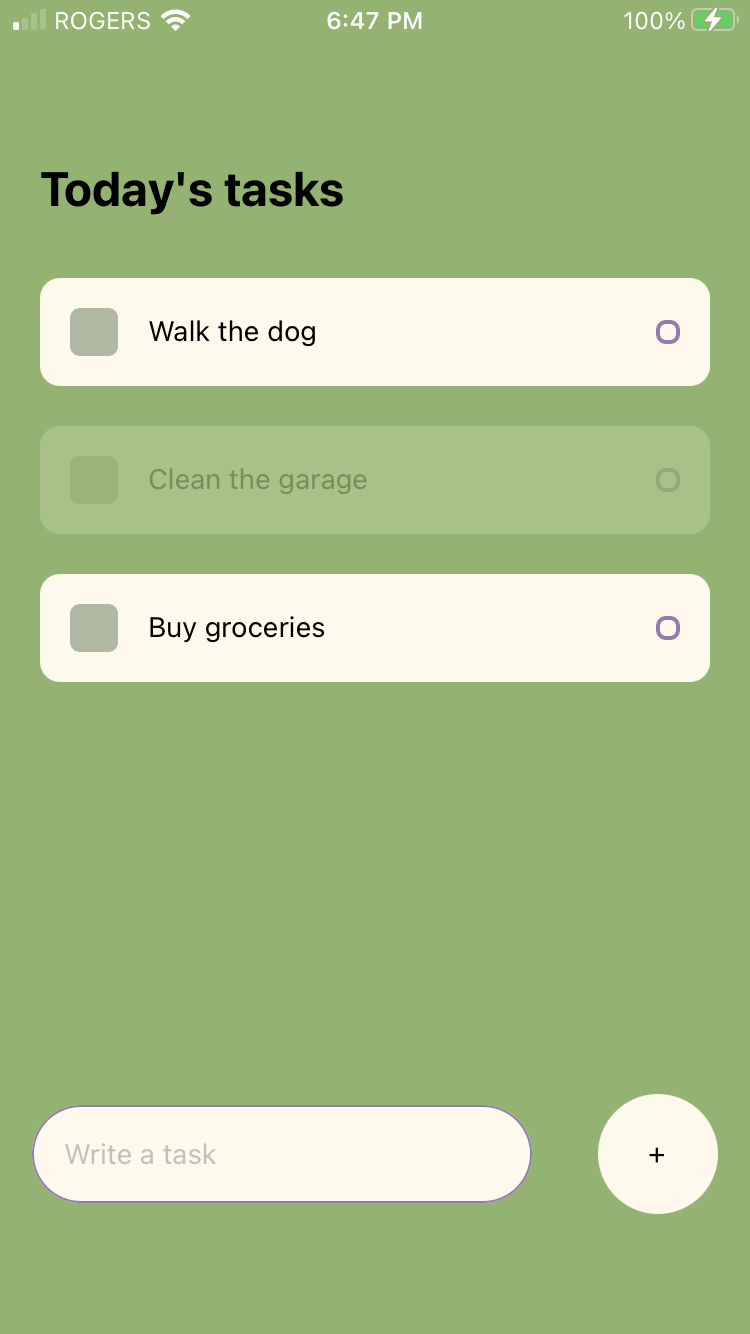 ROGERS 6:47 PM 100%
Today's tasks
Walk the dog
Clean the garage
Buy groceries
Write a task +